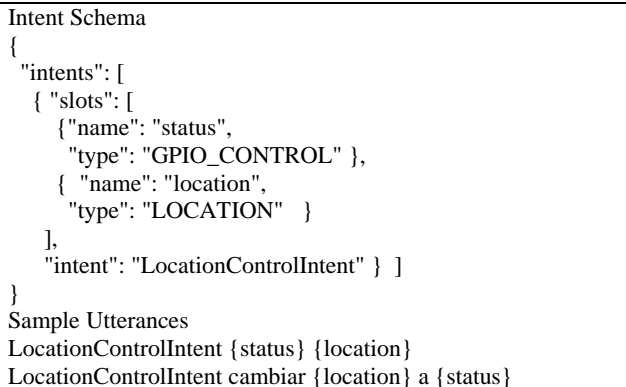 Intent Schema
{
"intents": [
{ "slots": [
{"name": "status",
"type": "GPIO_CONTROL" },
{ "name": "location",
"type": "LOCATION" }
],
"intent": "LocationControlIntent" } ]
}
Sample Utterances
LocationControlIntent {status} {location}
LocationControlIntent cambiar {location} a {status}